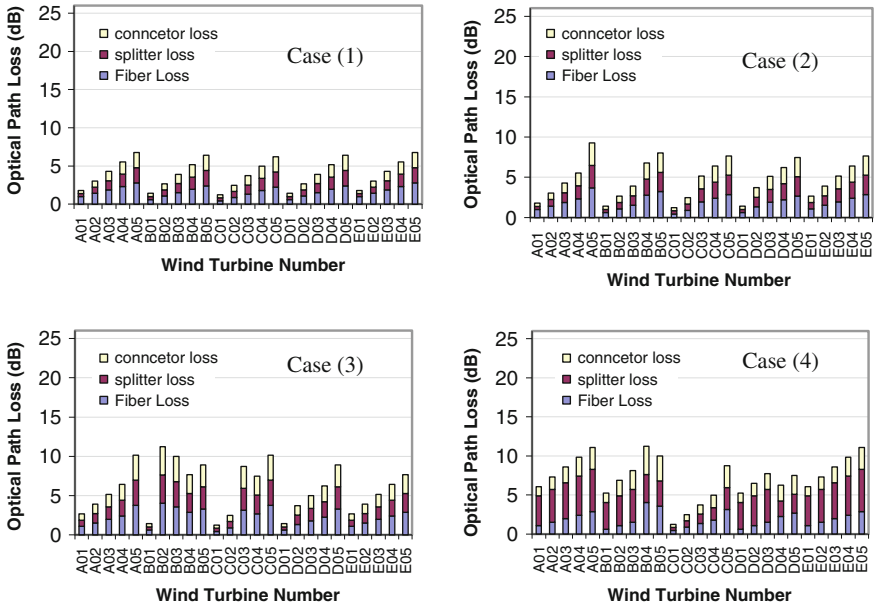 Optical Path Loss (dB)
25
20
15
10
5
0
conncetor loss
splitter loss
Fiber Loss
Case (1)
A01 A02 A03 A04 A05 B01 B02 B03 B04 B05 C01 C02 C03 C04 C05 D01 D02 D03 D04 D05 E01 E02 E03 E04 E05
Wind Turbine Number
Optical Path Loss (dB)
25
20
15
10
5
0
conncetor loss
splitter loss
Fiber Loss
Case (2)
A01 A02 A03 A04 A05 B01 B02 B03 B04 B05 C01 C02 C03 C04 C05 D01 D02 D03 D04 D05 E01 E02 E03 E04 E05
Wind Turbine Number
Optical Path Loss (dB)
25
20
15
10
5
0
conncetor loss
splitter loss
Fiber Loss
Case (3)
A01 A02 A03 A04 A05 B01 B02 B03 B04 B05 C01 C02 C03 C04 C05 D01 D02 D03 D04 D05 E01 E02 E03 E04 E05
Wind Turbine Number
Optical Path Loss (dB)
25
20
15
10
5
0
conncetor loss
splitter loss
Fiber Loss
Case (4)
A01 A02 A03 A04 A05 B01 B02 B03 B04 B05 C01 C02 C03 C04 C05 D01 D02 D03 D04 D05 E01 E02 E03 E04 E05
Wind Turbine Number